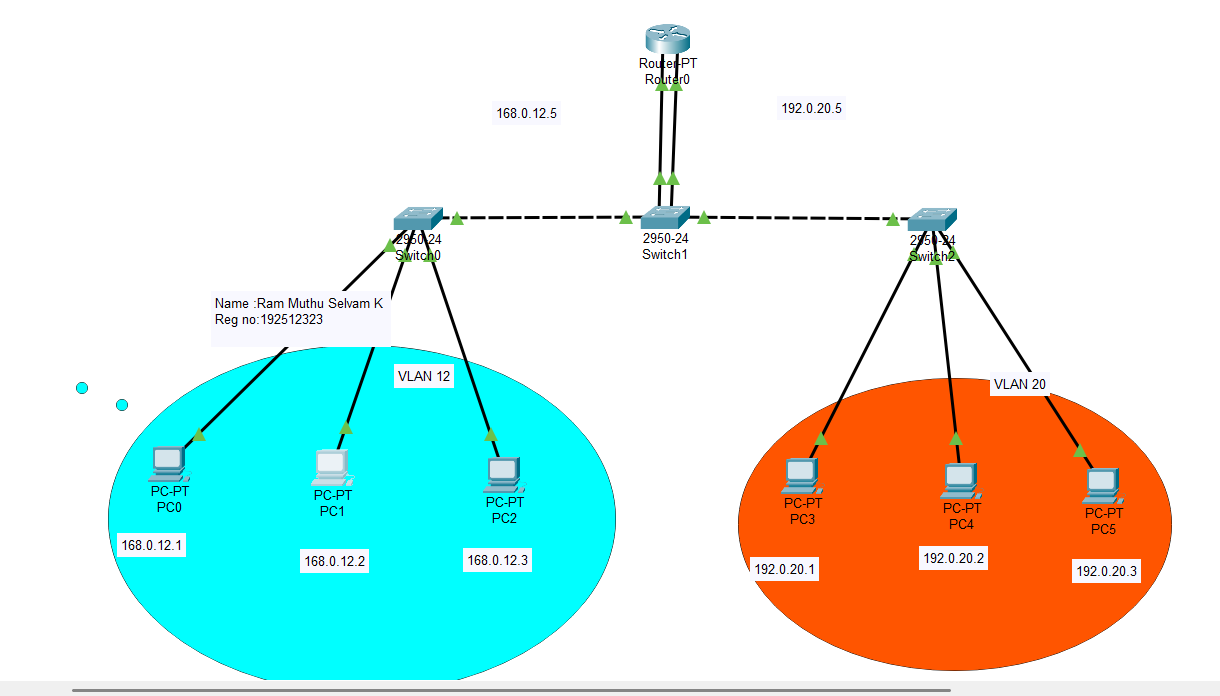 Router-PT
Router0
168.0.12.5
192.0.20.5
2950-24
Switch0
2950-24
Switch1
2950-24
Switch2
Name :Ram Muthu Selvam K
Reg no:192512323
VLAN 12
VLAN 20
PC-PT
PC0
PC-PT
PC1
PC-PT
PC2
PC-PT
PC3
PC-PT
PC4
PC-PT
PC5
168.0.12.1
168.0.12.2
168.0.12.3
192.0.20.1
192.0.20.2
192.0.20.3